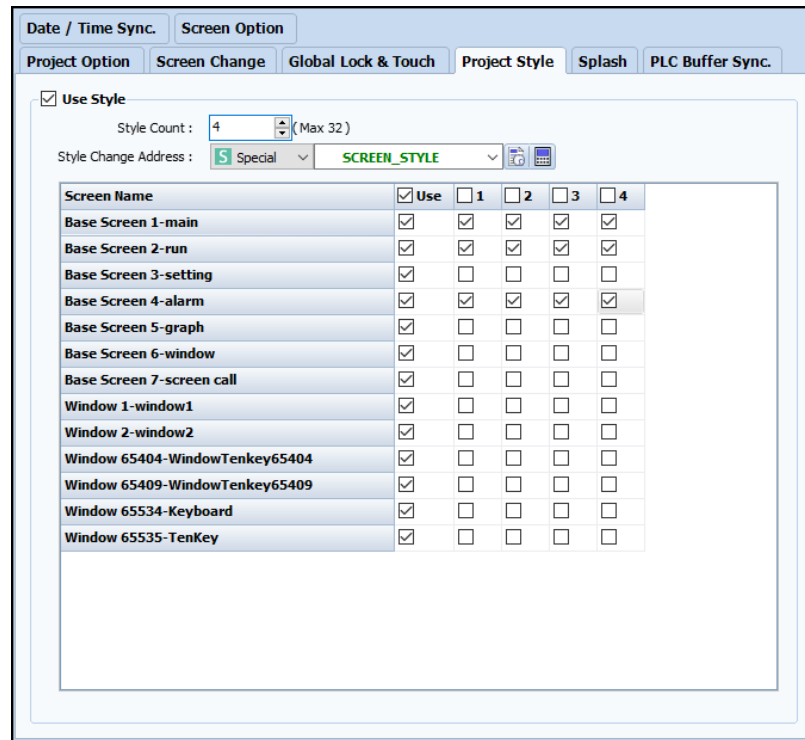 Date / Time Sync. Screen Option
Project Option Screen Change Global Lock & Touch Project Style Splash PLC Buffer Sync.
Use Style
Style Count : 4 ( Max 32 )
Style Change Address : S Special SCREEN_STYLE
Screen Name Use 1 2 3 4
Base Screen 1-main
Base Screen 2-run
Base Screen 3-setting
Base Screen 4-alarm
Base Screen 5-graph
Base Screen 6-window
Base Screen 7-screen call
Window 1-window1
Window 2-window2
Window 65404-WindowTenkey65404
Window 65409-WindowTenkey65409
Window 65534-Keyboard
Window 65535-TenKey